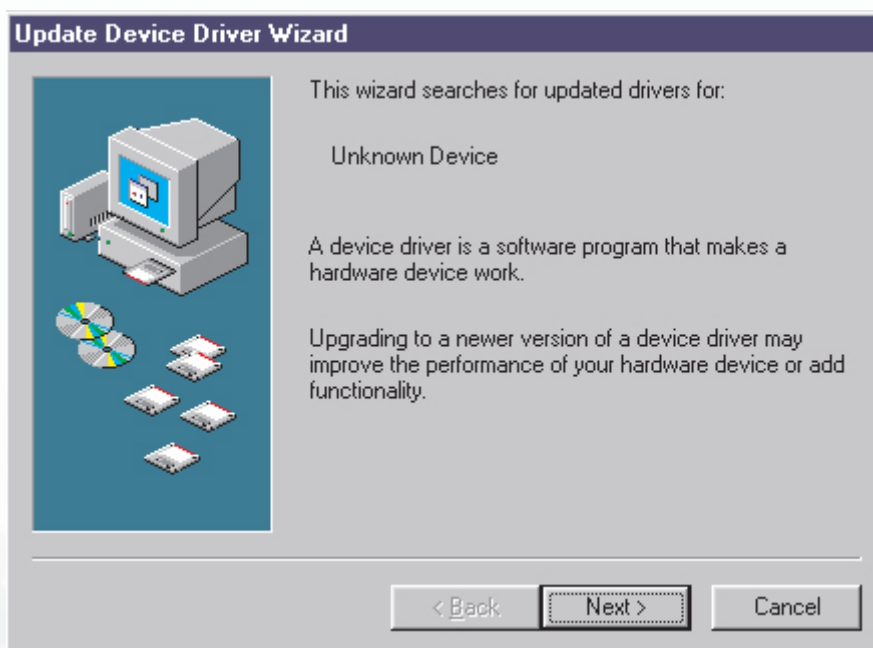 Update Device Driver Wizard
This wizard searches for updated drivers for:
Unknown Device
A device driver is a software program that makes a
hardware device work.
Upgrading to a newer version of a device driver may
improve the performance of your hardware device or add
functionality.
< Back
Next >
Cancel